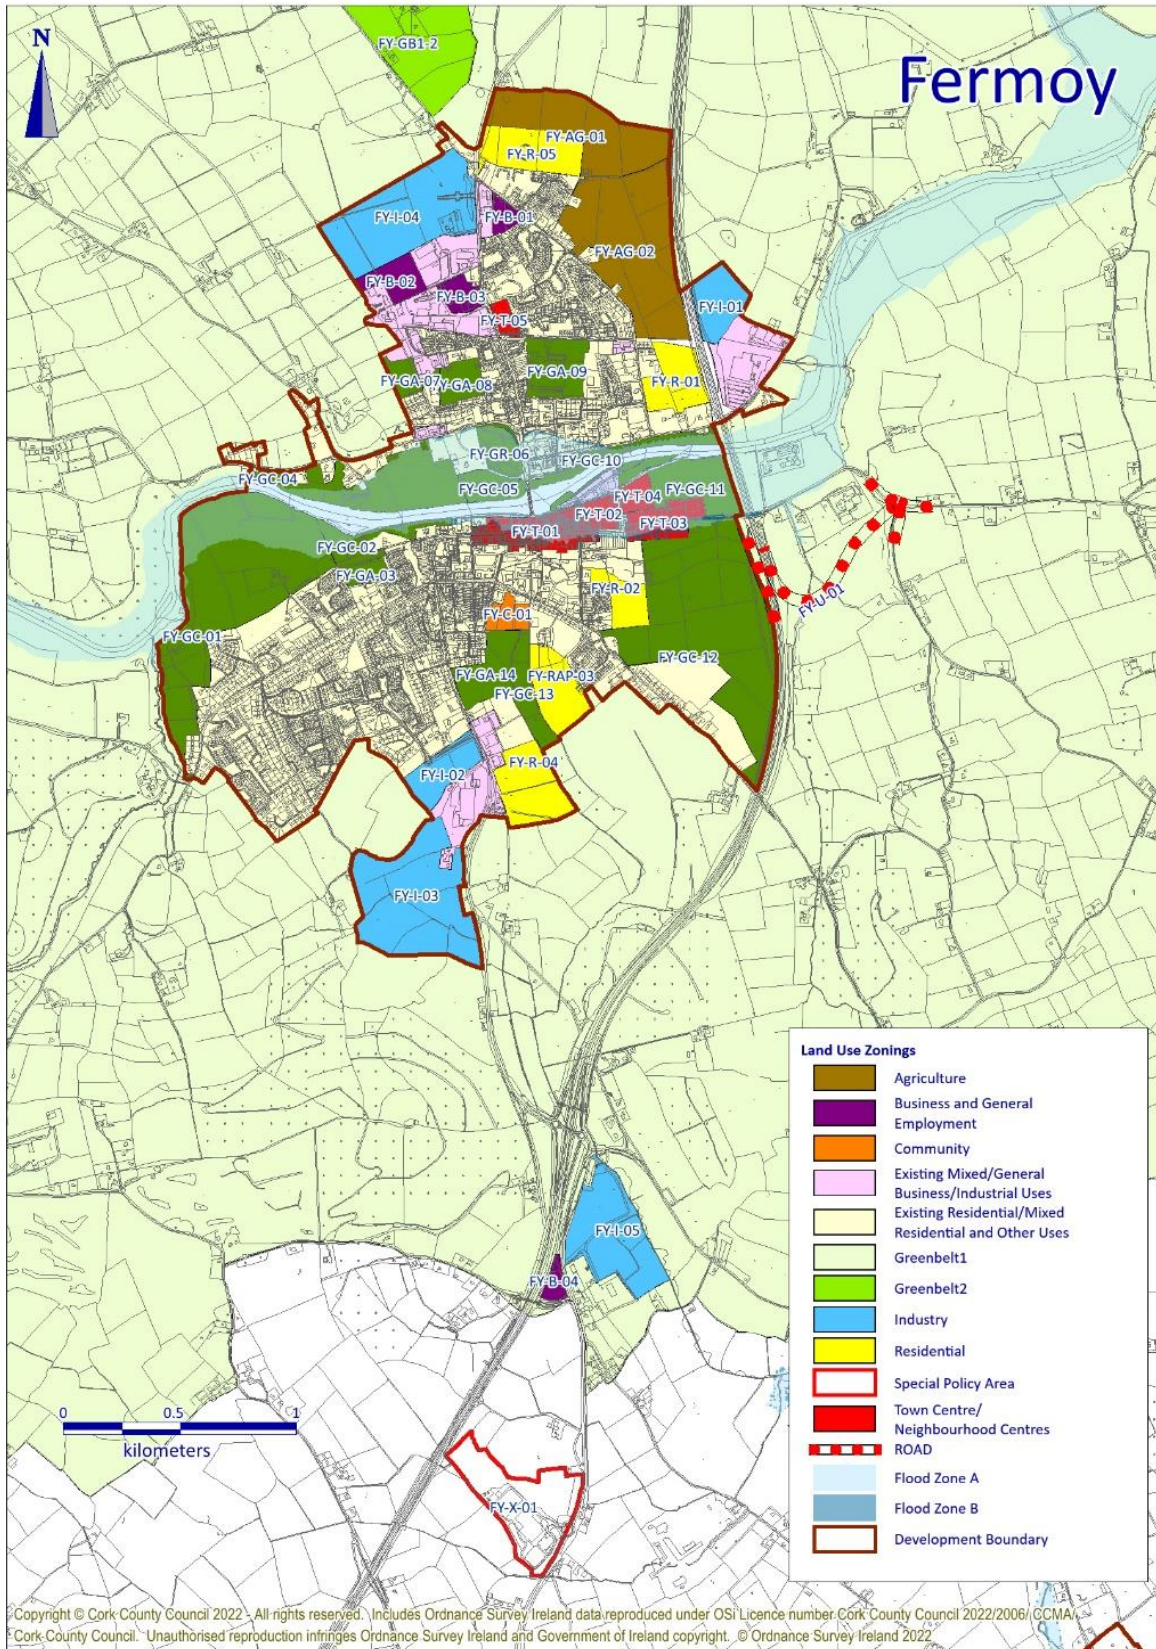 N
Fermoy
FY-GB1-2
FY-AG-01
FY-R-05
FY-I-04
FY-B-01
FY-AG-02
FY-B-02
FY-B-03
FY-I-01
FY-T-05
FY-GA-07
FY-GA-08
FY-GA-09
FY-R-01
FY-GR-06
FY-GC-10
FY-GC-04
FY-GC-05
FY-T-04
FY-GC-11
FY-T-02
FY-T-01
FY-T-03
FY-GC-02
FY-GA-03
FY-R-02
FY-U-01
FY-C-01
FY-GC-01
FY-GC-12
FY-GA-14
FY-RAP-03
FY-GC-13
FY-I-02
FY-R-04
FY-I-03
FY-I-05
FY-B-04
FY-X-01
0 0.5 1
kilometers
Land Use Zonings
Agriculture
Business and General
Employment
Community
Existing Mixed/General
Business/Industrial Uses
Existing Residential/Mixed
Residential and Other Uses
Greenbelt1
Greenbelt2
Industry
Residential
Special Policy Area
Town Centre/
Neighbourhood Centres
ROAD
Flood Zone A
Flood Zone B
Development Boundary
Copyright © Cork County Council 2022 - All rights reserved. Includes Ordnance Survey Ireland data reproduced under OSi Licence number Cork County Council 2022/2006/ CCMA/
Cork County Council. Unauthorised reproduction infringes Ordnance Survey Ireland and Government of Ireland copyright. © Ordnance Survey Ireland 2022